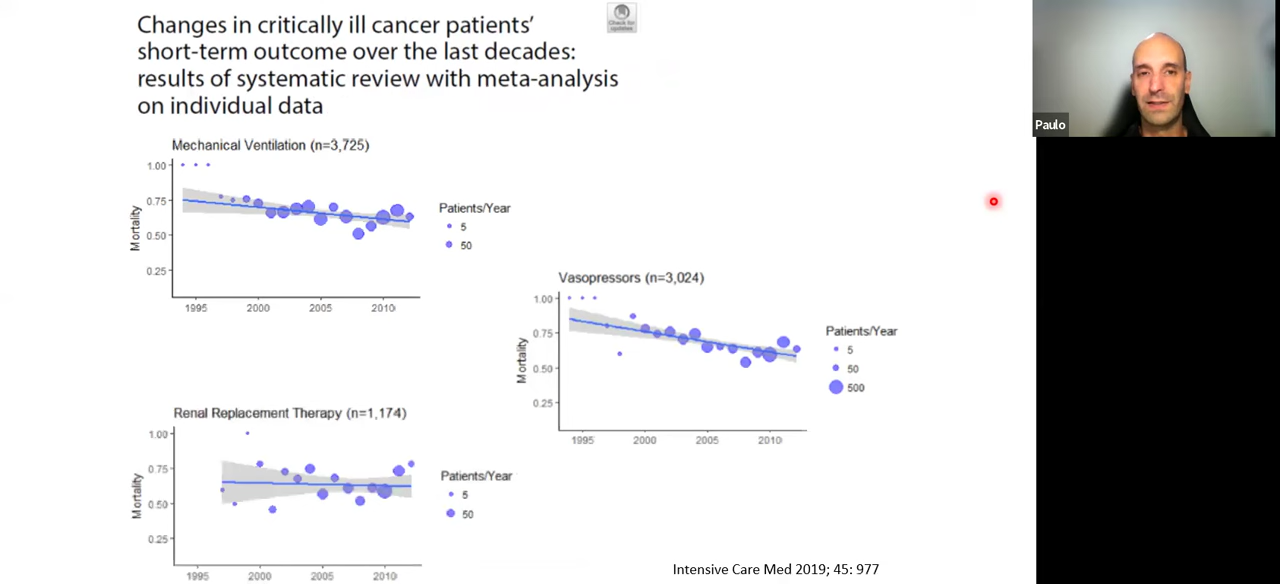 Changes in critically ill cancer patients’
short-term outcome over the last decades:
results of systematic review with meta-analysis
on individual data
Check for
updates
Paulo
Mechanical Ventilation (n=3,725)
Mortality
1.00
0.75
0.50
0.25
1995 2000 2005 2010
Patients/Year
5
50
Vasopressors (n=3,024)
Mortality
1.00
0.75
0.50
0.25
1995 2000 2005 2010
Patients/Year
5
50
500
Renal Replacement Therapy (n=1,174)
Mortality
1.00
0.75
0.50
0.25
1995 2000 2005 2010
Patients/Year
5
50
Intensive Care Med 2019; 45: 977